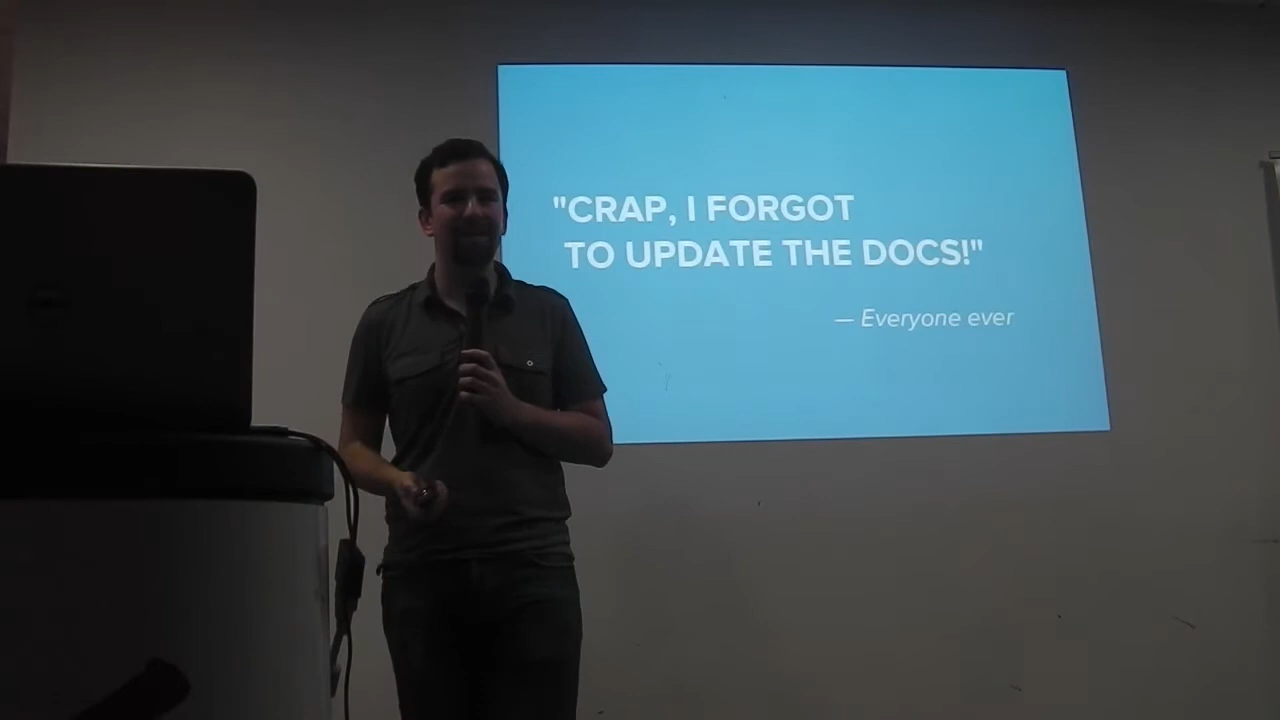 "CRAP, I FORGOT
TO UPDATE THE DOCS!"
— Everyone ever